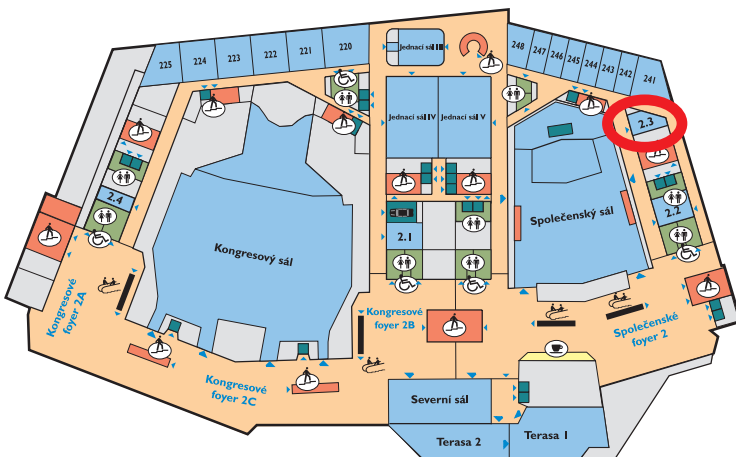 225
224
223
222
221
220
Jednací sál III
248
247
246
245
244
243
242
241
Jednací sál IV
Jednací sál V
2.3
2.4
2.2
2.1
Kongresový sál
Společenský sál
Kongresové
foyer 2A
Kongresové
foyer 2B
Společenské
foyer 2
Kongresové
foyer 2C
Severní sál
Terasa 2
Terasa 1